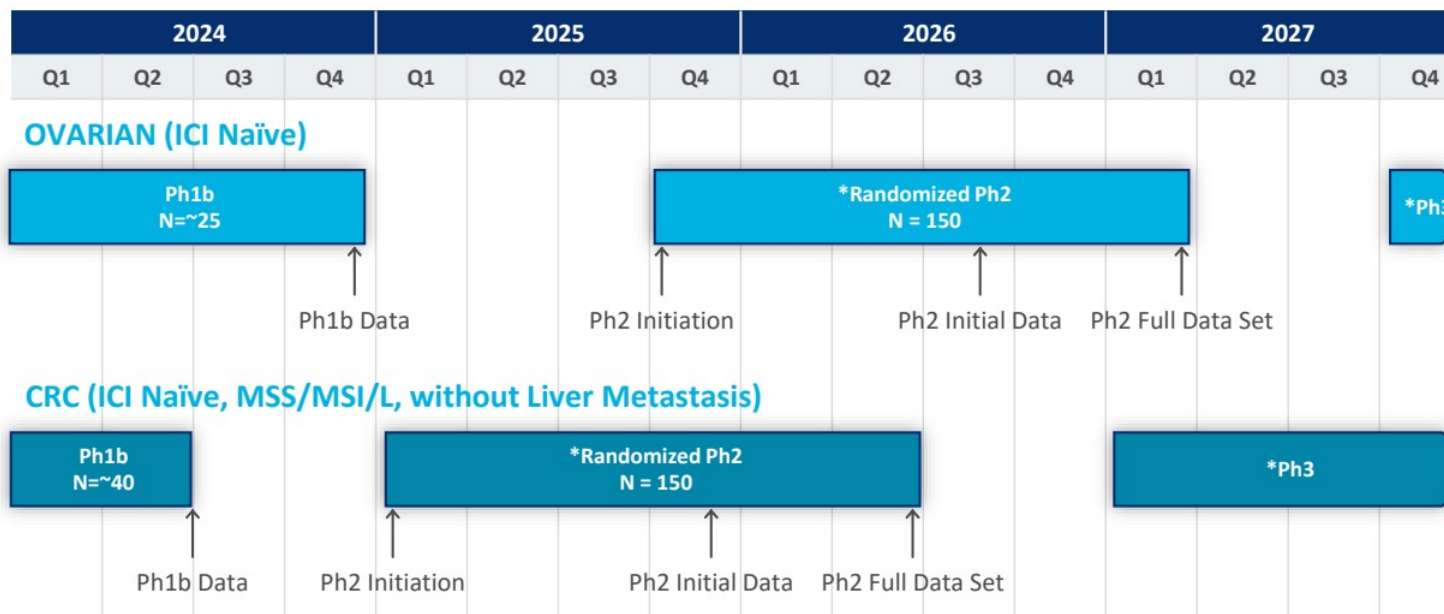 2024 2025 2026 2027
Q1 Q2 Q3 Q4 Q1 Q2 Q3 Q4 Q1 Q2 Q3 Q4 Q1 Q2 Q3 Q4
OVARIAN (ICI Naïve)
Ph1b
N=~25
*Randomized Ph2
N = 150
*Ph3
Ph1b Data
Ph2 Initiation
Ph2 Initial Data
Ph2 Full Data Set
CRC (ICI Naïve, MSS/MSI/L, without Liver Metastasis)
Ph1b
N=~40
*Randomized Ph2
N = 150
*Ph3
Ph1b Data
Ph2 Initiation
Ph2 Initial Data
Ph2 Full Data Set